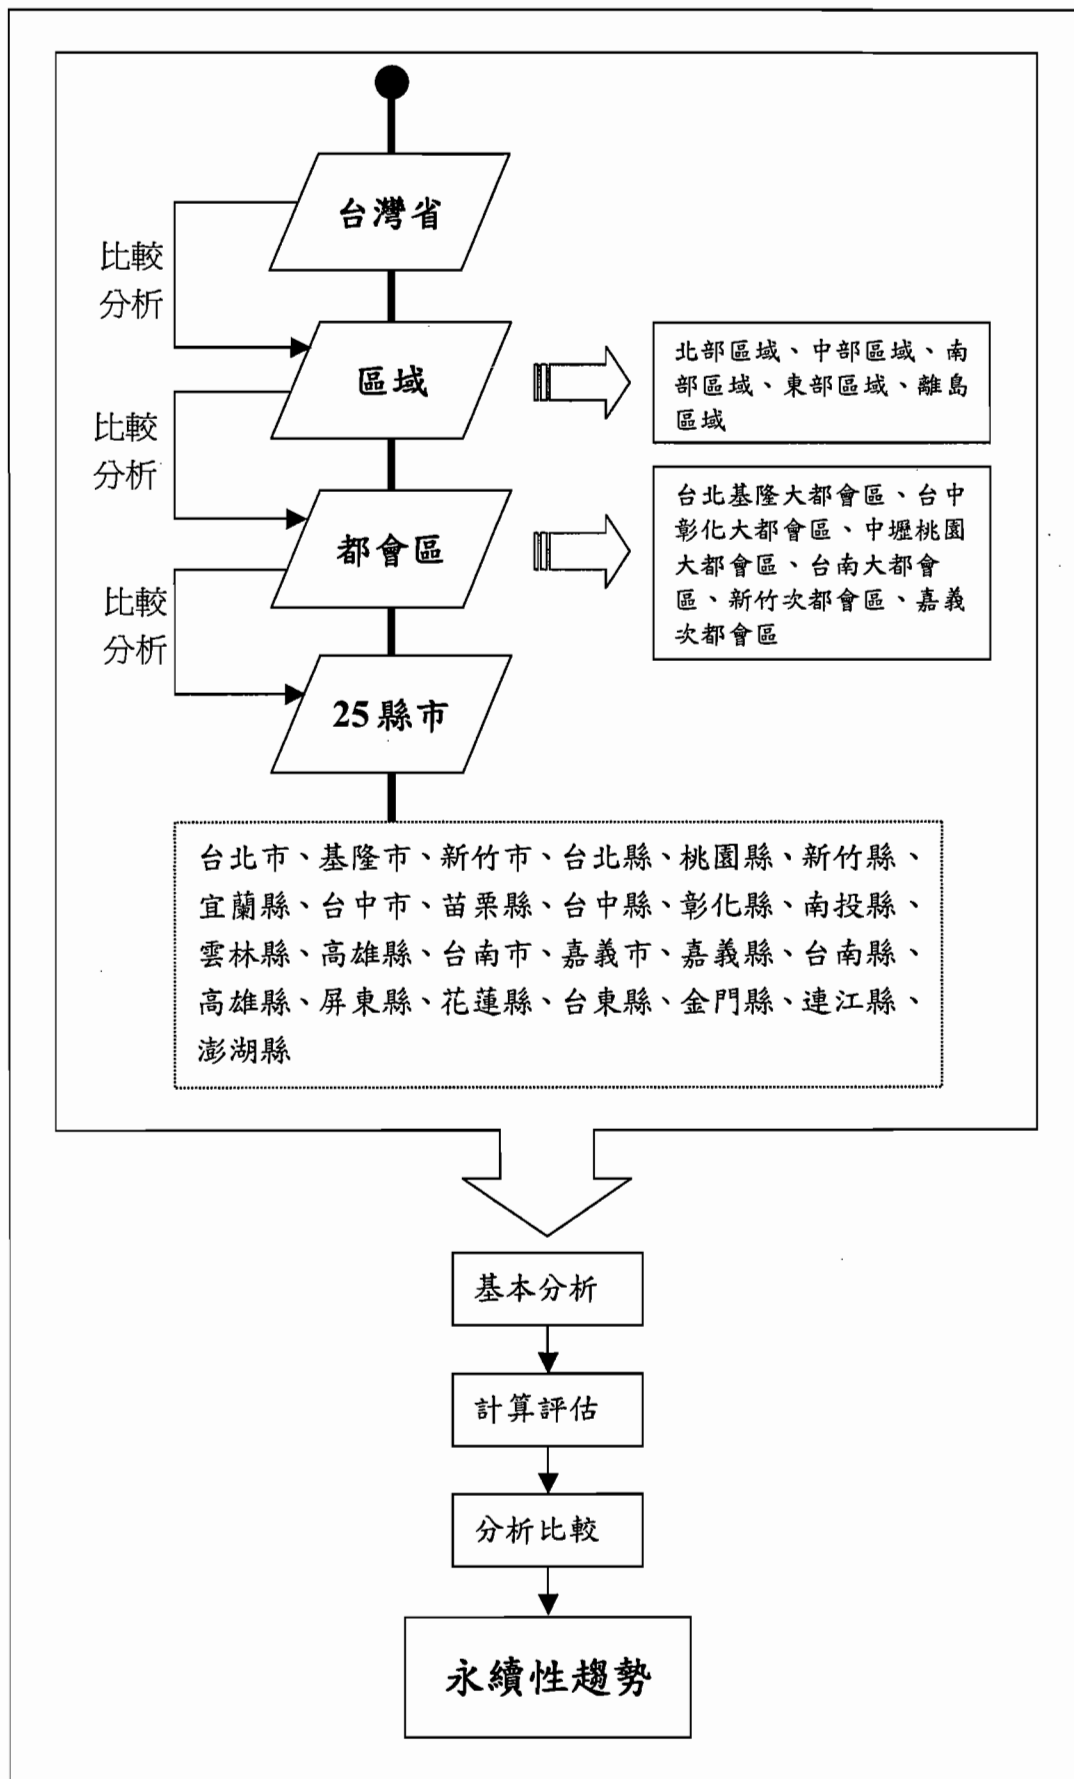 台灣省
比較
分析
區域
北部區域、中部區域、南
部區域、東部區域、離島
區域
比較
分析
都會區
台北基隆大都會區、台中
彰化大都會區、中壢桃園
大都會區、台南大都會
區、新竹次都會區、嘉義
次都會區
比較
分析
25縣市
台北市、基隆市、新竹市、台北縣、桃園縣、新竹縣、
宜蘭縣、台中市、苗栗縣、台中縣、彰化縣、南投縣、
雲林縣、高雄縣、台南市、嘉義市、嘉義縣、台南縣、
高雄縣、屏東縣、花蓮縣、台東縣、金門縣、連江縣、
澎湖縣
基本分析
計算評估
分析比較
永續性趨勢